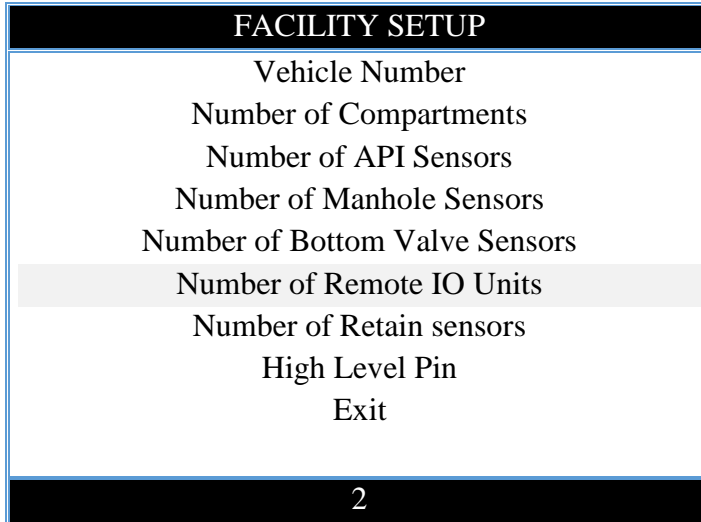 FACILITY SETUP
Vehicle Number
Number of Compartments
Number of API Sensors
Number of Manhole Sensors
Number of Bottom Valve Sensors
Number of Remote IO Units
Number of Retain sensors
High Level Pin
Exit
2